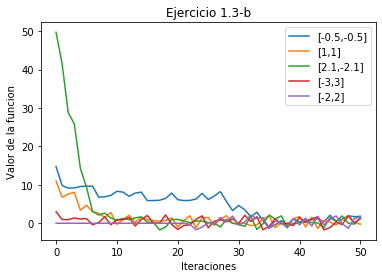 Ejercicio 1.3-b
Valor de la funcion
50
40
30
20
10
0
[-0.5,-0.5]
[1,1]
[2.1,-2.1]
[-3,3]
[-2,2]
0 10 20 30 40 50
Iteraciones